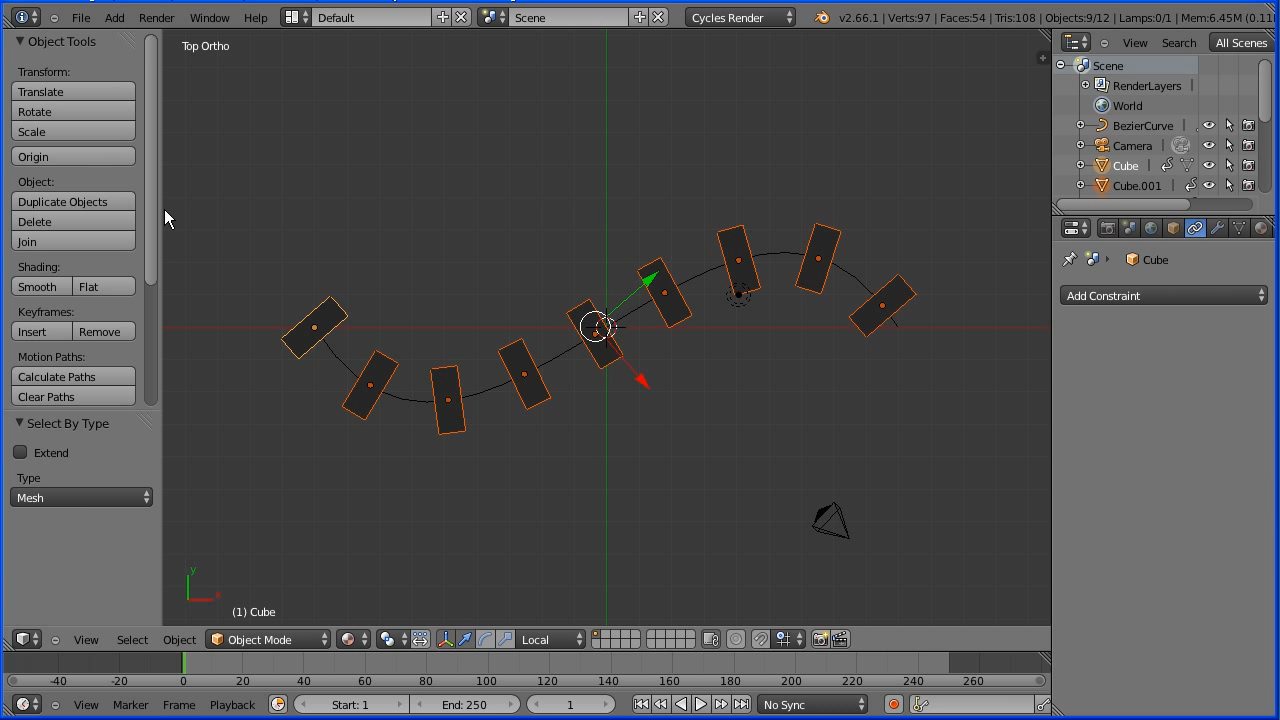 File Add Render Window Help Default Scene Cycles Render v2.66.1 | Verts:97 | Faces:54 | Tris:108 | Objects:9/12 | Lamps:0/1 | Mem:6.45M (0.11
Object Tools
Transform:
Translate
Rotate
Scale
Origin
Object:
Duplicate Objects
Delete
Join
Shading:
Smooth Flat
Keyframes:
Insert Remove
Motion Paths:
Calculate Paths
Clear Paths
Select By Type
Extend
Type
Mesh
Top Ortho
y
x
(1) Cube
View Search All Scenes
Scene
RenderLayers
World
BezierCurve
Camera
Cube
Cube.001
Cube
Add Constraint
View Select Object Object Mode Local
-40 -20 0 20 40 60 80 100 120 140 160 180 200 220 240 260
View Marker Frame Playback Start: 1 End: 250 1 No Sync